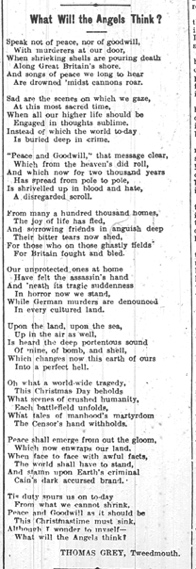 What Will the Angels Think?
Speak not of peace, nor of goodwill,
With murderers at our door,
When shrieking shells are pouring death
Along Great Britain's shore,
And songs of peace we long to hear
Are drowned 'midst cannons roar.
Sad are the scenes on which we gaze,
At this most sacred time,
When all our higher life should be
Engaged in thoughts sublime,
Instead of which the world to-day
Is buried deep in crime.
"Peace and Goodwill," that message clear,
Which from the heaven's did roll,
And which now for two thousand years
Has spread from pole to pole,
Is shrivelled up in blood and hate,
A disregarded scroll.
From many a hundred thousand homes,
The joy of life has fled,
And sorrowing friends in anguish deep
Their bitter tears now shed,
For those who on those ghastly fields
For Britain fought and bled.
Our unprotected ones at home
Have felt the assassin's hand
And 'neath its tragic suddenness
In horror now we stand,
While German murders are denounced
In every cultured land.
Upon the land, upon the sea,
Up in the air as well,
Is heard the deep portentous sound
Of mine, of bomb, and shell,
Which changes now this earth of ours
Into a perfect hell.
Oh what a world-wide tragedy,
This Christmas Day beholds
What scenes of crushed humanity,
Each battlefield unfolds,
What tales of manhood's martyrdom
The Censor's hand withholds.
Peace shall emerge from out the gloom,
Which now enwraps our land.
When face to face with awful facts,
The world shall have to stand,
And stamp upon Earth's criminal
Cain's dark accursed brand.
Tis duty spurs us on to-day
From what we cannot shrink,
Peace and Goodwill as it should be
This Christmastime must sink,
Although I wonder to myself—
What will the Angels think!
THOMAS GREY, Tweedmouth.